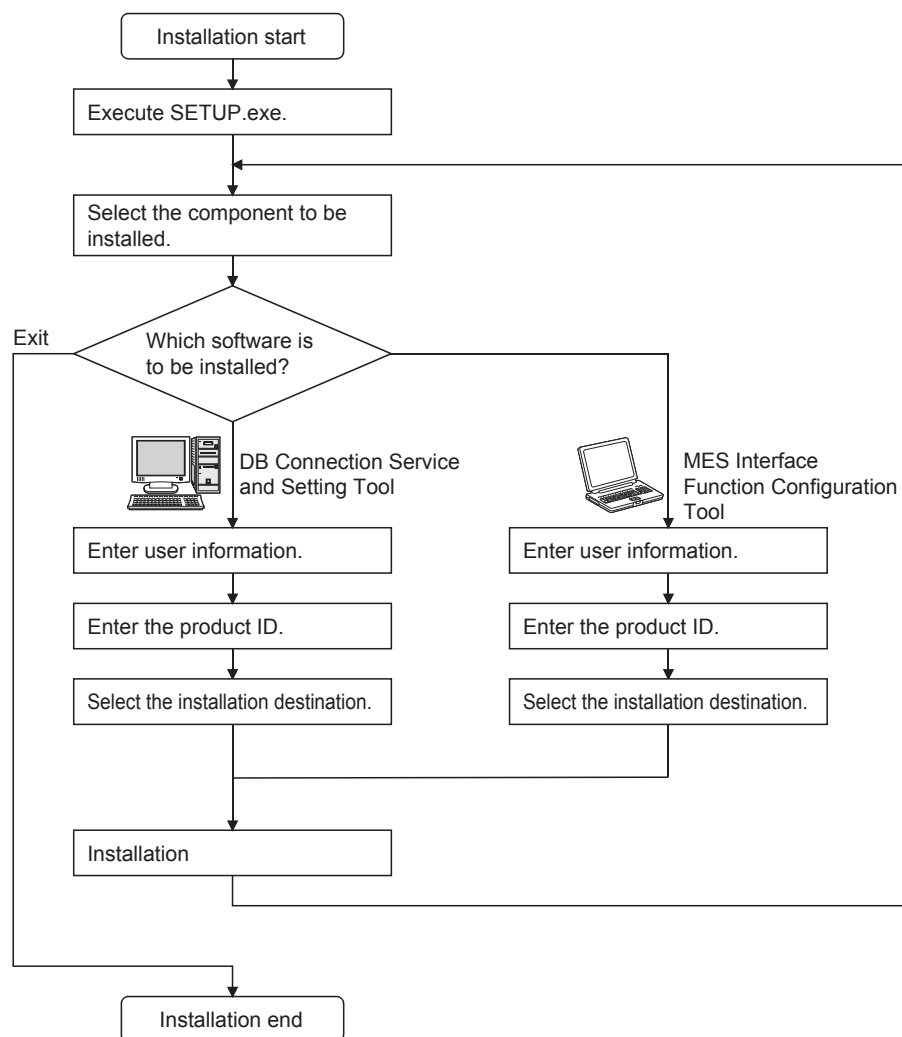 Installation start
Execute SETUP.exe.
Select the component to be
installed.
Exit
Which software is
to be installed?
DB Connection Service
and Setting Tool
MES Interface
Function Configuration
Tool
Enter user information.
Enter user information.
Enter the product ID.
Enter the product ID.
Select the installation destination.
Select the installation destination.
Installation
Installation end